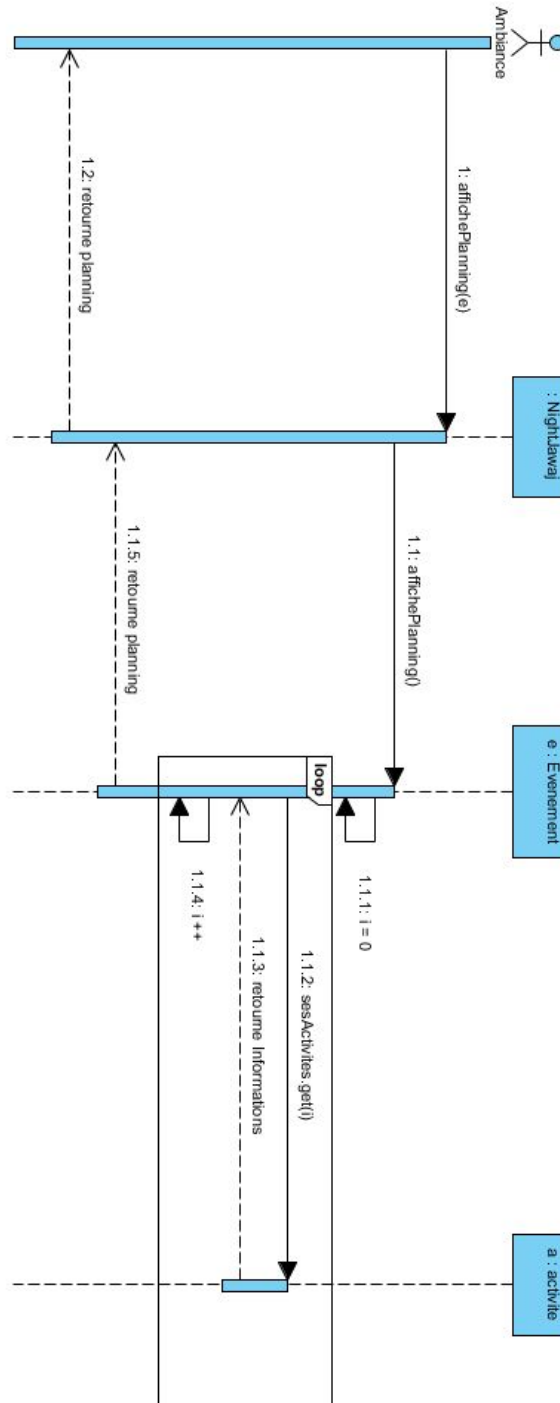 Ambiance
: NightJawaj
e : Evenement
a : activite
1: affichePlanning(e)
1.1: affichePlanning()
1.1.1: i = 0
loop
1.1.2: sesActivites.get(i)
1.1.3: retourne Informations
1.1.4: i ++
1.1.5: retourne planning
1.2: retourne planning